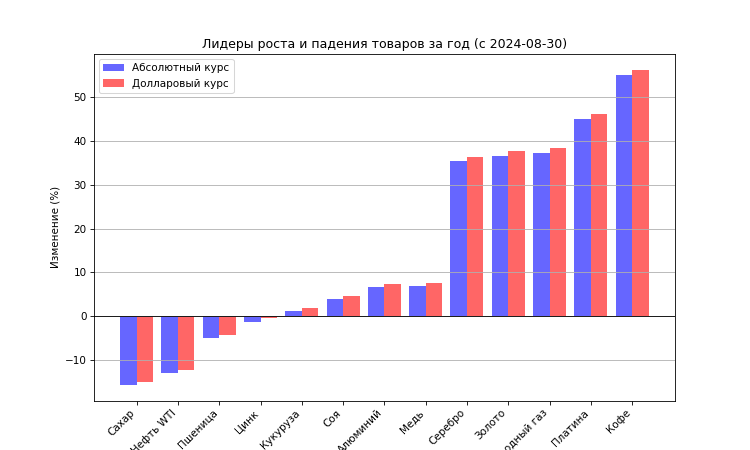 Лидеры роста и падения товаров за год (с 2024-08-30)
Абсолютный курс
Долларовый курс
Изменение (%)
50
40
30
20
10
0
−10
Сахар
Нефть WTI
Пшеница
Цинк
Кукуруза
Соя
Алюминий
Медь
Серебро
Золото
одный газ
Платина
Кофе